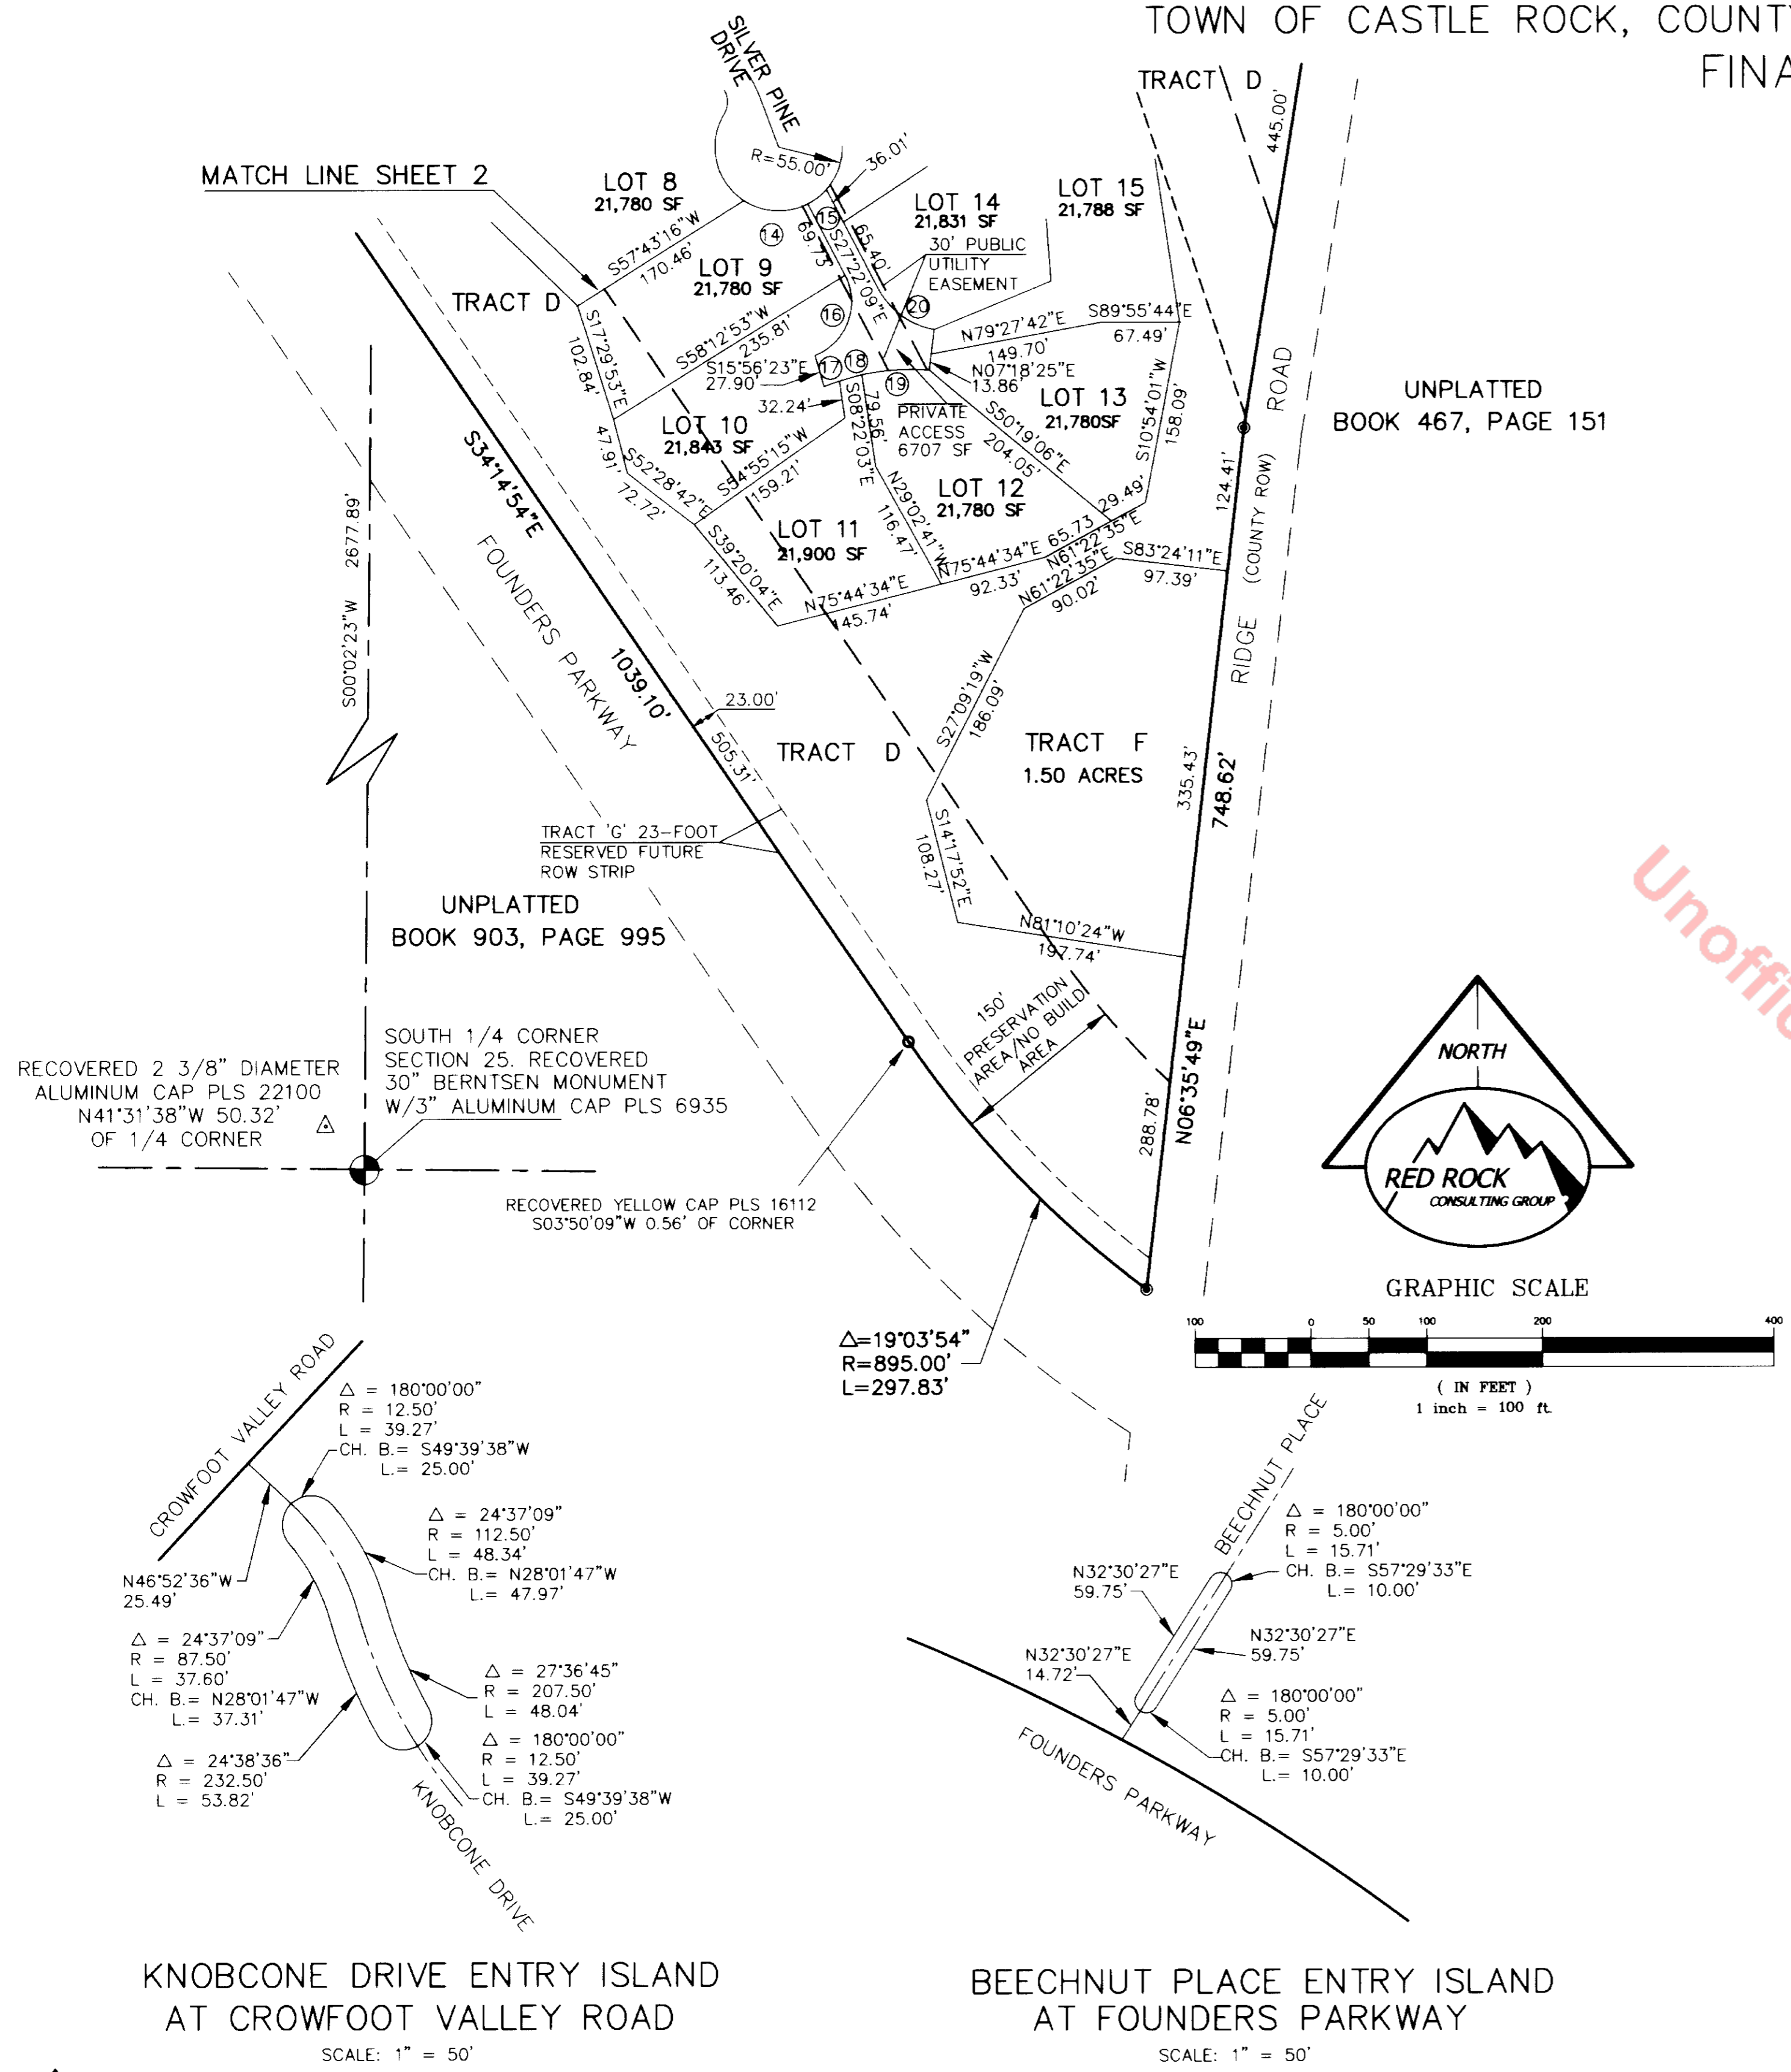 TOWN OF CASTLE ROCK, COUNTY
FINA
SILVER PINE
DRIVE
R=55.00'
36.01'
TRACT D
445.00'
MATCH LINE SHEET 2
LOT 8
21,780 SF
LOT 14
21,831 SF
LOT 15
21,788 SF
30' PUBLIC
UTILITY
EASEMENT
S57°43'16"W
170.46'
14
15
69.73'
65.40'
S27°22'09"E
LOT 9
21,780 SF
TRACT D
16
20
S17°29'53"E
102.84'
S58°12'53"W
235.81'
S15°56'23"E
27.90'
17
18
19
N79°27'42"E
149.70'
S89°55'44"E
67.49'
N07°18'25"E
13.86'
LOT 13
21,780SF
S10°54'01"W
158.09'
32.24'
79.56'
S08°22'03"E
PRIVATE
ACCESS
6707 SF
S50°19'06"E
204.05'
LOT 10
21,843 SF
47.91'
S52°28'42"E
72.72'
S54°55'15"W
159.21'
N29°02'41"W
116.47'
LOT 12
21,780 SF
29.49'
65.73
N61°22'35"E
LOT 11
21,900 SF
S39°20'04"E
113.46'
N75°44'34"E
145.74'
N75°44'34"E
92.33'
N61°22'35"E
90.02'
S83°24'11"E
97.39'
124.41'
RIDGE (COUNTY ROW) ROAD
UNPLATTED
BOOK 467, PAGE 151
S34°14'54"E
1039.10'
FOUNDERS PARKWAY
S00°02'23"W 2677.89'
23.00'
505.31'
TRACT D
S27°09'19"W
186.09'
TRACT F
1.50 ACRES
335.43'
748.62'
TRACT 'G' 23-FOOT
RESERVED FUTURE
ROW STRIP
S14°17'52"E
108.27'
N81°10'24"W
197.74'
UNPLATTED
BOOK 903, PAGE 995
Unoffic
150'
PRESERVATION
AREA/NO BUILD
AREA
N06°35'49"E
288.78'
RECOVERED 2 3/8" DIAMETER
ALUMINUM CAP PLS 22100
N41°31'38"W 50.32'
OF 1/4 CORNER
SOUTH 1/4 CORNER
SECTION 25. RECOVERED
30" BERNTSEN MONUMENT
W/3" ALUMINUM CAP PLS 6935
RECOVERED YELLOW CAP PLS 16112
S03°50'09"W 0.56' OF CORNER
NORTH
RED ROCK
CONSULTING GROUP
GRAPHIC SCALE
100 0 50 100 200 400
( IN FEET )
1 inch = 100 ft.
Δ=19°03'54"
R=895.00'
L=297.83'
CROWFOOT VALLEY ROAD
Δ = 180°00'00"
R = 12.50'
L = 39.27'
CH. B.= S49°39'38"W
L.= 25.00'
Δ = 24°37'09"
R = 112.50'
L = 48.34'
CH. B.= N28°01'47"W
L.= 47.97'
N46°52'36"W
25.49'
Δ = 24°37'09"
R = 87.50'
L = 37.60'
CH. B.= N28°01'47"W
L.= 37.31'
Δ = 27°36'45"
R = 207.50'
L = 48.04'
Δ = 24°38'36"
R = 232.50'
L = 53.82'
Δ = 180°00'00"
R = 12.50'
L = 39.27'
CH. B.= S49°39'38"W
L.= 25.00'
KNOBCONE DRIVE
BEECHNUT PLACE
Δ = 180°00'00"
R = 5.00'
L = 15.71'
CH. B.= S57°29'33"E
L.= 10.00'
N32°30'27"E
59.75'
N32°30'27"E
59.75'
N32°30'27"E
14.72'
Δ = 180°00'00"
R = 5.00'
L = 15.71'
CH. B.= S57°29'33"E
L.= 10.00'
FOUNDERS PARKWAY
KNOBCONE DRIVE ENTRY ISLAND
AT CROWFOOT VALLEY ROAD
SCALE: 1" = 50'
BEECHNUT PLACE ENTRY ISLAND
AT FOUNDERS PARKWAY
SCALE: 1" = 50'